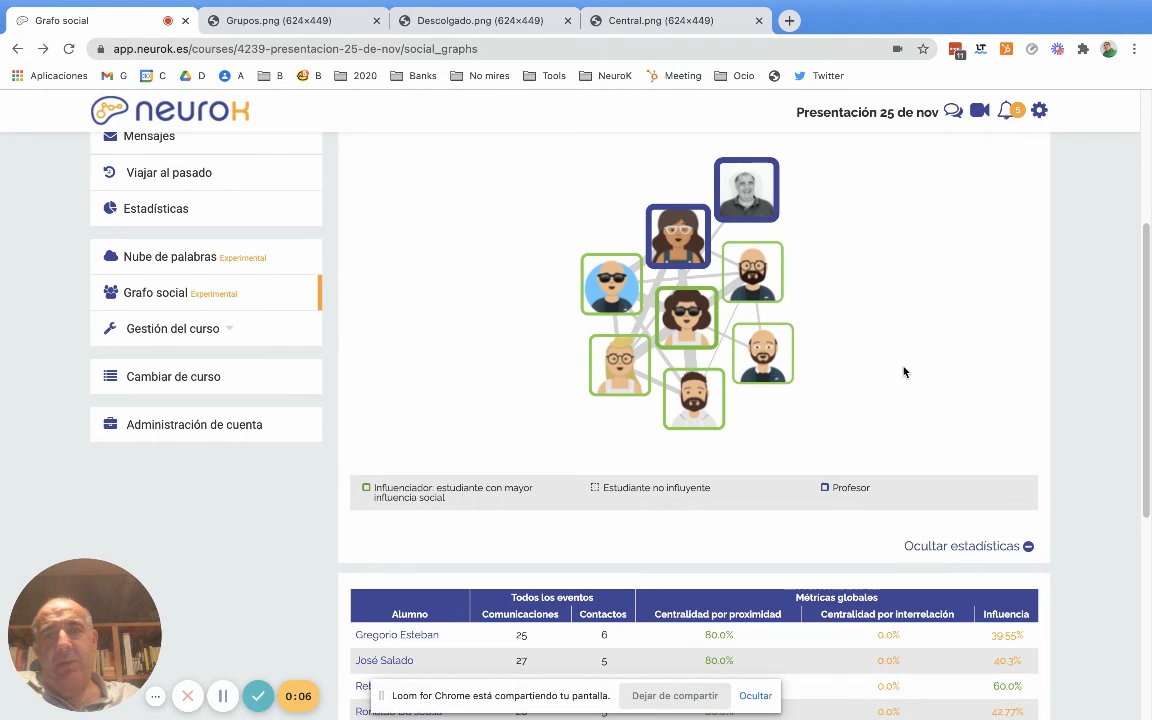 Grafo social
Grupos.png (624×449)
Descolgado.png (624×449)
Central.png (624×449)
app.neurok.es/courses/4239-presentacion-25-de-nov/social_graphs
11
LT
Aplicaciones
G
C
D
A
B
B
2020
Banks
No mires
Tools
NeuroK
Meeting
Ocio
Twitter
neurok
Presentación 25 de nov
5
Mensajes
Viajar al pasado
Estadísticas
Nube de palabras Experimental
Grafo social Experimental
Gestión del curso
Cambiar de curso
Administración de cuenta
Influenciador: estudiante con mayor
influencia social
Estudiante no influyente
Profesor
Ocultar estadísticas
Todos los eventos
Métricas globales
Alumno
Comunicaciones
Contactos
Centralidad por proximidad
Centralidad por interrelación
Influencia
Gregorio Esteban 25 6 80.0% 0.0% 39.55%
José Salado 27 5 80.0% 0.0% 40.3%
0.0% 60.0%
42.77%
0:06
Loom for Chrome está compartiendo tu pantalla.
Dejar de compartir
Ocultar